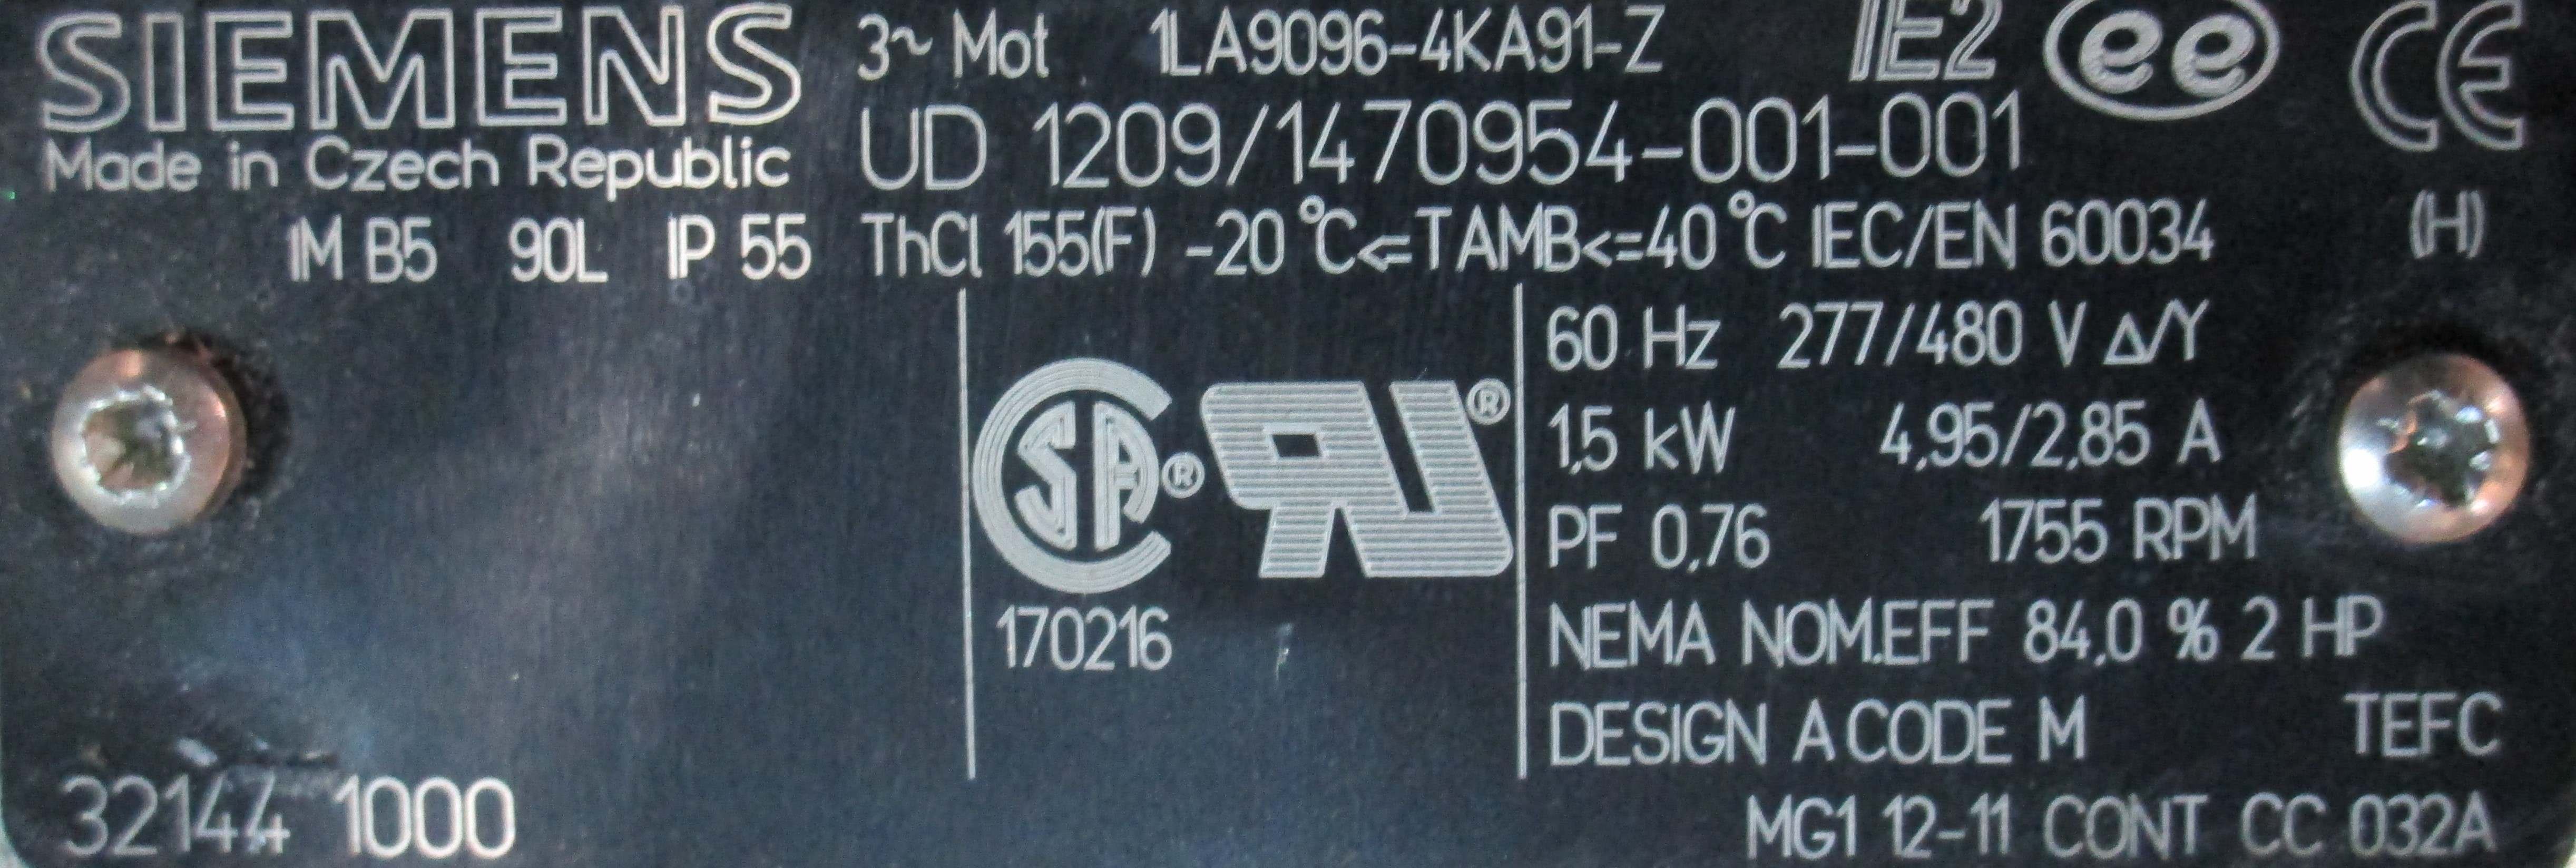 SIEMENS 3~ Mot 1LA9096-4KA91-Z IE2 ee CE
Made in Czech Republic UD 1209/1470954-001-001
IM B5 90L IP 55 ThCl 155(F) -20°C<=TAMB<=40°C IEC/EN 60034 (H)
60 Hz 277/480 V Δ/Y
1,5 kW 4,95/2,85 A
PF 0,76 1755 RPM
CSA® RU®
170216
NEMA NOM.EFF 84,0 % 2 HP
DESIGN A CODE M TEFC
32144 1000
MG1 12-11 CONT CC 032A